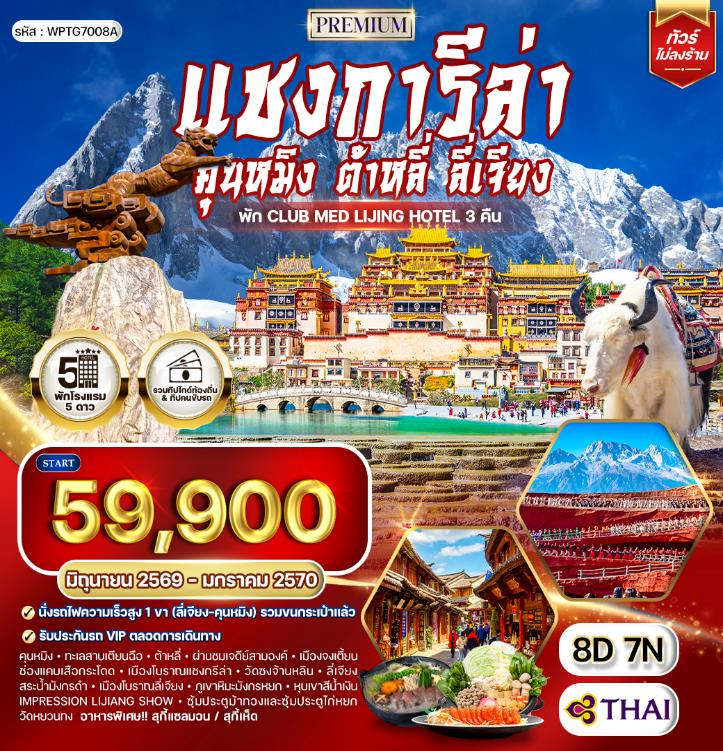 รหัส : WPTG7008A
PREMIUM
ทัวร์
ไม่ลงร้าน
แชงการีล่า
คุนหมิง ต้าหลี่ ลี่เจียง
พัก CLUB MED LIJING HOTEL 3 คืน
5
HOTEL
พักโรงแรม
5 ดาว
รวมทิปไกด์ท้องถิ่น
& ทิปคนขับรถ
START
59,900
มิถุนายน 2569 - มกราคม 2570
นั่งรถไฟความเร็วสูง 1 ขา (ลี่เจียง-คุนหมิง) รวมขนกระเป๋าแล้ว
รับประกันรถ VIP ตลอดการเดินทาง
คุนหมิง • ทะเลสาบเตียนฉือ • ต้าหลี่ • ผ่านชมเจดีย์สามองค์ • เมืองจงเตี้ยน
ช่องแคบเสือกระโดด • เมืองโบราณแชงกรีล่า • วัดซงจ้านหลิน • ลี่เจียง
สระน้ำมังกรดำ • เมืองโบราณลี่เจียง • ภูเขาหิมะมังกรหยก • หุบเขาสีน้ำเงิน
IMPRESSION LIJIANG SHOW • ซุ้มประตูม้าทองและซุ้มประตูไก่หยก
วัดหยวนทง อาหารพิเศษ!! สุกี้แซลมอน / สุกี้เห็ด
8D 7N
THAI